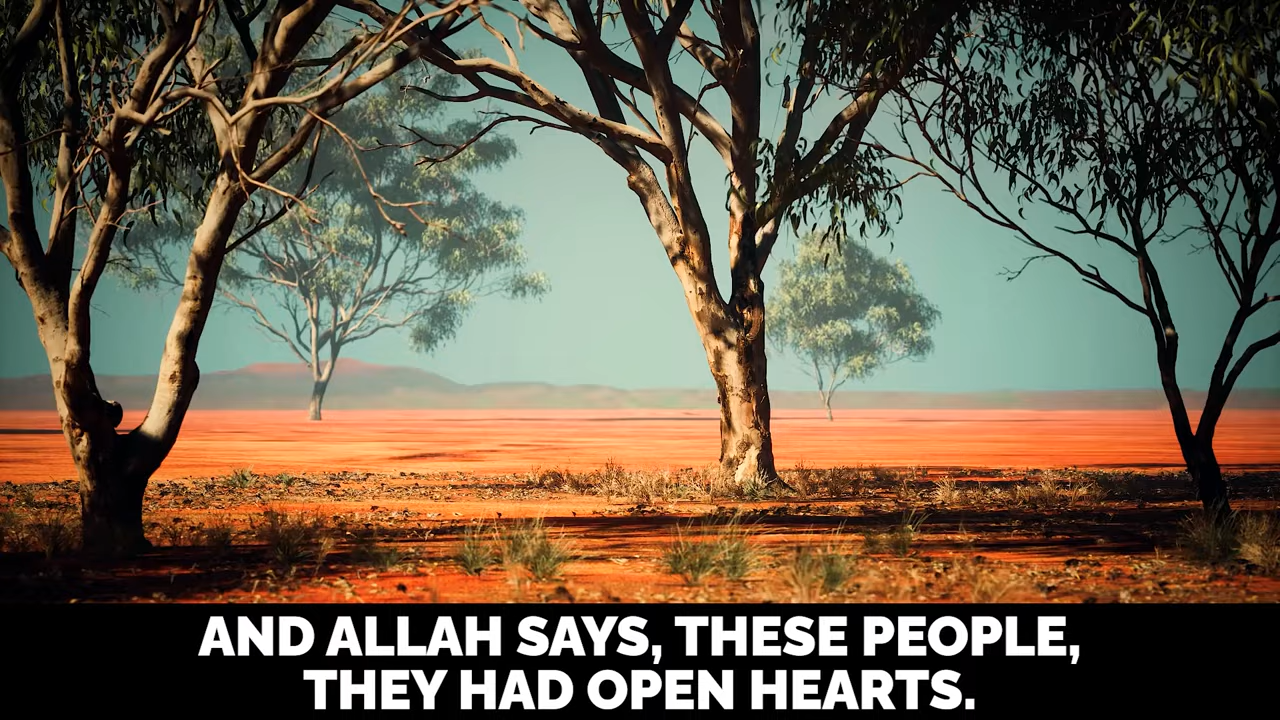 AND ALLAH SAYS, THESE PEOPLE,
THEY HAD OPEN HEARTS.